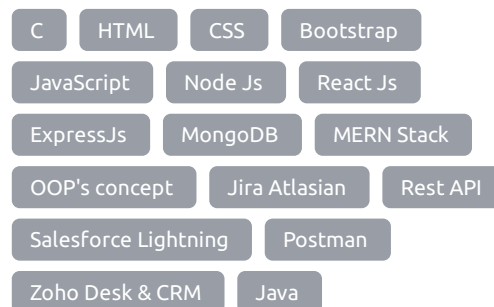 C HTML CSS Bootstrap
JavaScript Node Js React Js
ExpressJs MongoDB MERN Stack
OOP's concept Jira Atlasian Rest API
Salesforce Lightning Postman
Zoho Desk & CRM Java